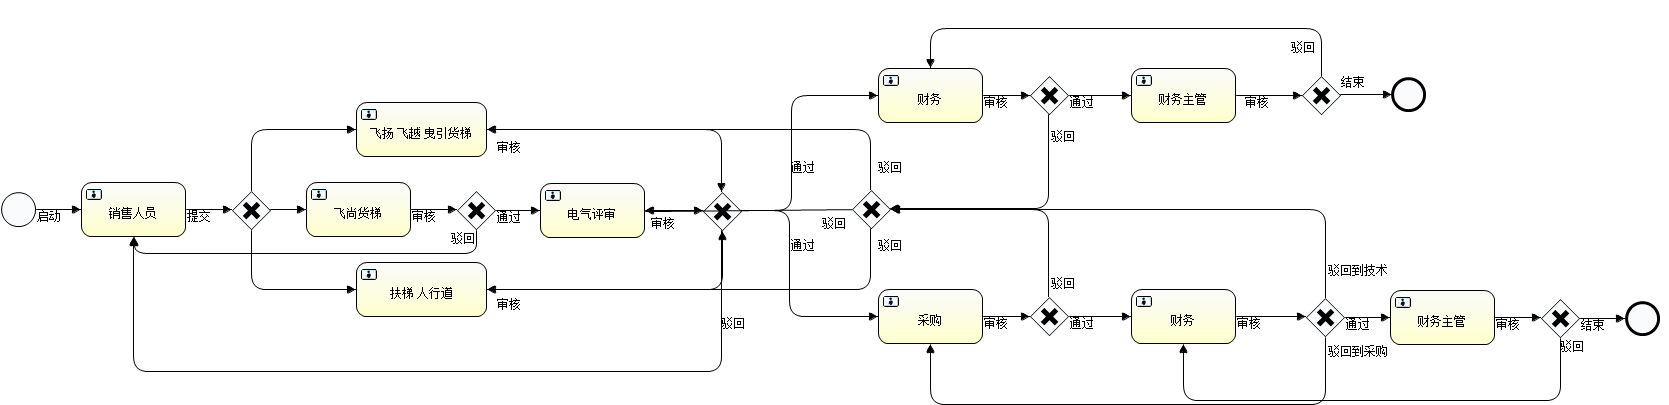 启动
销售人员
提交
飞扬 飞越 曳引货梯
审核
飞尚货梯
审核
通过
驳回
扶梯 人行道
审核
电气评审
审核
驳回
通过
通过
驳回
驳回
驳回
财务
审核
通过
驳回
财务主管
审核
驳回
结束
采购
审核
通过
驳回
财务
审核
驳回到技术
通过
驳回到采购
财务主管
审核
结束
驳回